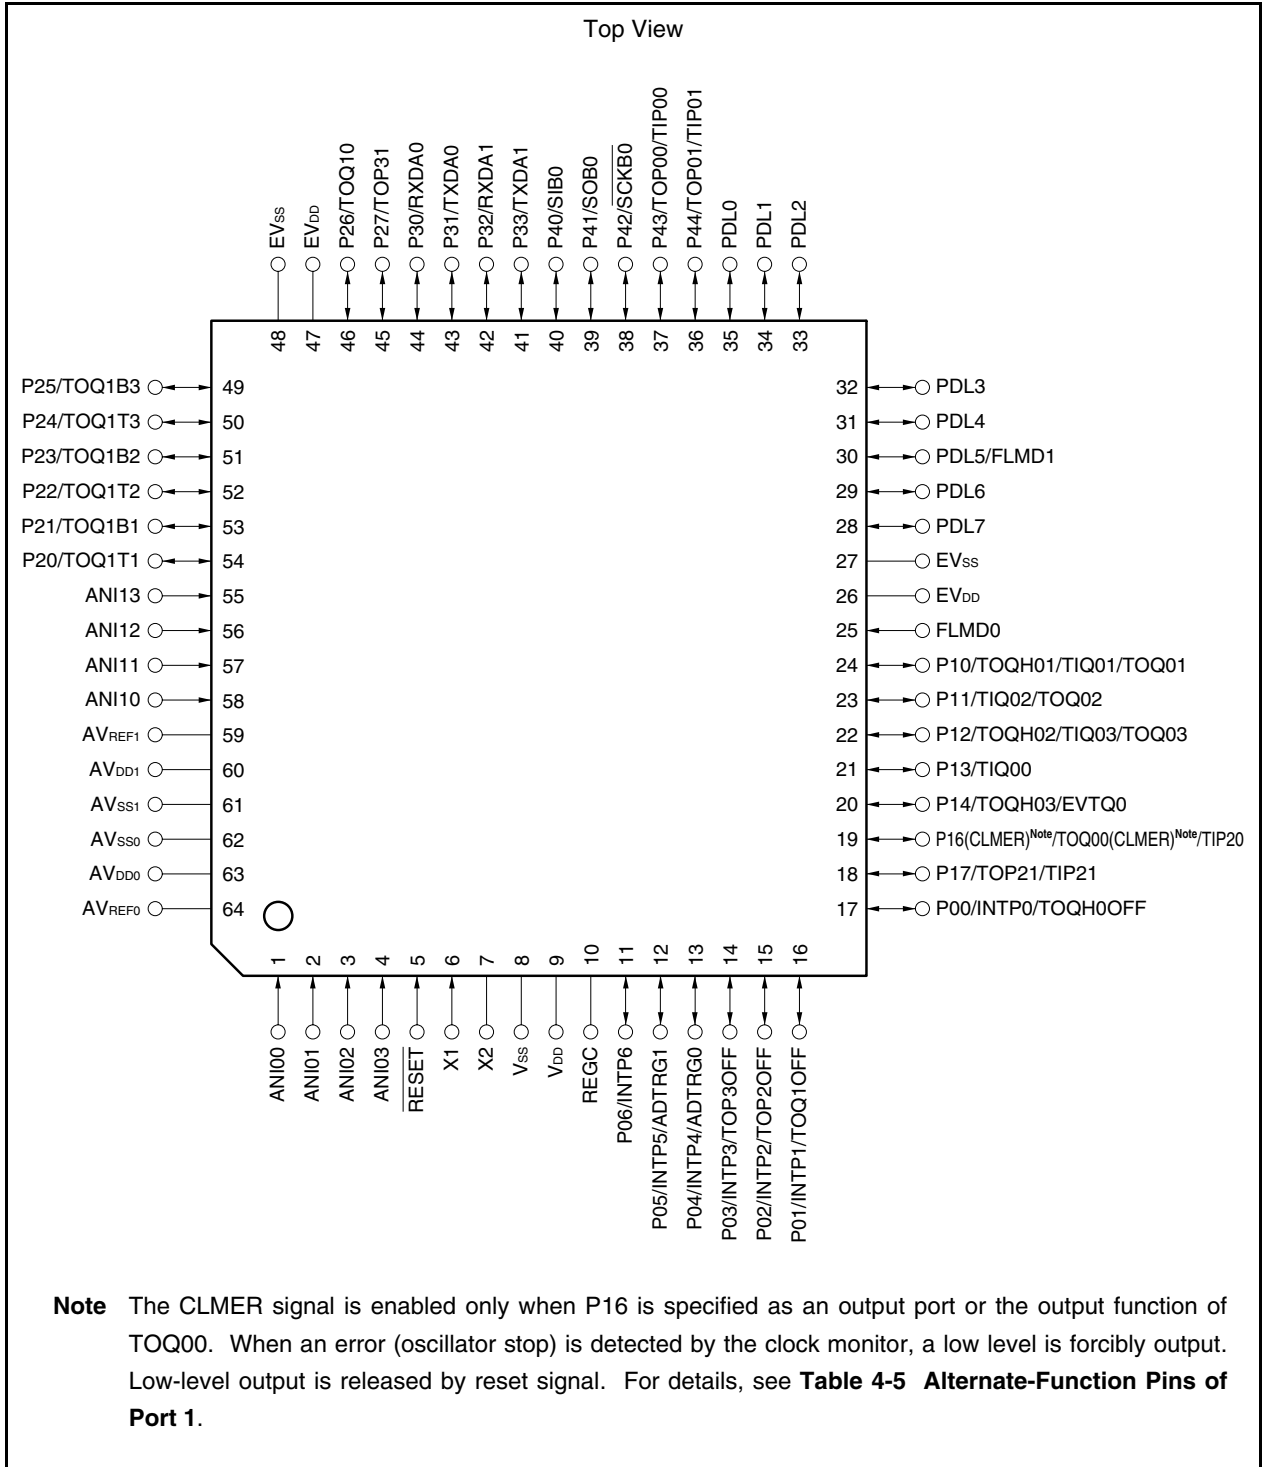 Top View
EVSS
EVDD
P26/TOQ10
P27/TOP31
P30/RXDA0
P31/TXDA0
P32/RXDA1
P33/TXDA1
P40/SIB0
P41/SOB0
P42/SCKB0
P43/TOP00/TIP00
P44/TOP01/TIP01
PDL0
PDL1
PDL2
48
47
46
45
44
43
42
41
40
39
38
37
36
35
34
33
P25/TOQ1B3 49
P24/TOQ1T3 50
P23/TOQ1B2 51
P22/TOQ1T2 52
P21/TOQ1B1 53
P20/TOQ1T1 54
ANI13 55
ANI12 56
ANI11 57
ANI10 58
AVREF1 59
AVDD1 60
AVSS1 61
AVSS0 62
AVDD0 63
AVREF0 64
32 PDL3
31 PDL4
30 PDL5/FLMD1
29 PDL6
28 PDL7
27 EVSS
26 EVDD
25 FLMD0
24 P10/TOQH01/TIQ01/TOQ01
23 P11/TIQ02/TOQ02
22 P12/TOQH02/TIQ03/TOQ03
21 P13/TIQ00
20 P14/TOQH03/EVTQ0
19 P16(CLMER)Note/TOQ00(CLMER)Note/TIP20
18 P17/TOP21/TIP21
17 P00/INTP0/TOQH0OFF
1
2
3
4
5
6
7
8
9
10
11
12
13
14
15
16
ANI00
ANI01
ANI02
ANI03
RESET
X1
X2
VSS
VDD
REGC
P06/INTP6
P05/INTP5/ADTRG1
P04/INTP4/ADTRG0
P03/INTP3/TOP3OFF
P02/INTP2/TOP2OFF
P01/INTP1/TOQ1OFF
Note The CLMER signal is enabled only when P16 is specified as an output port or the output function of
TOQ00. When an error (oscillator stop) is detected by the clock monitor, a low level is forcibly output.
Low-level output is released by reset signal. For details, see Table 4-5 Alternate-Function Pins of
Port 1.